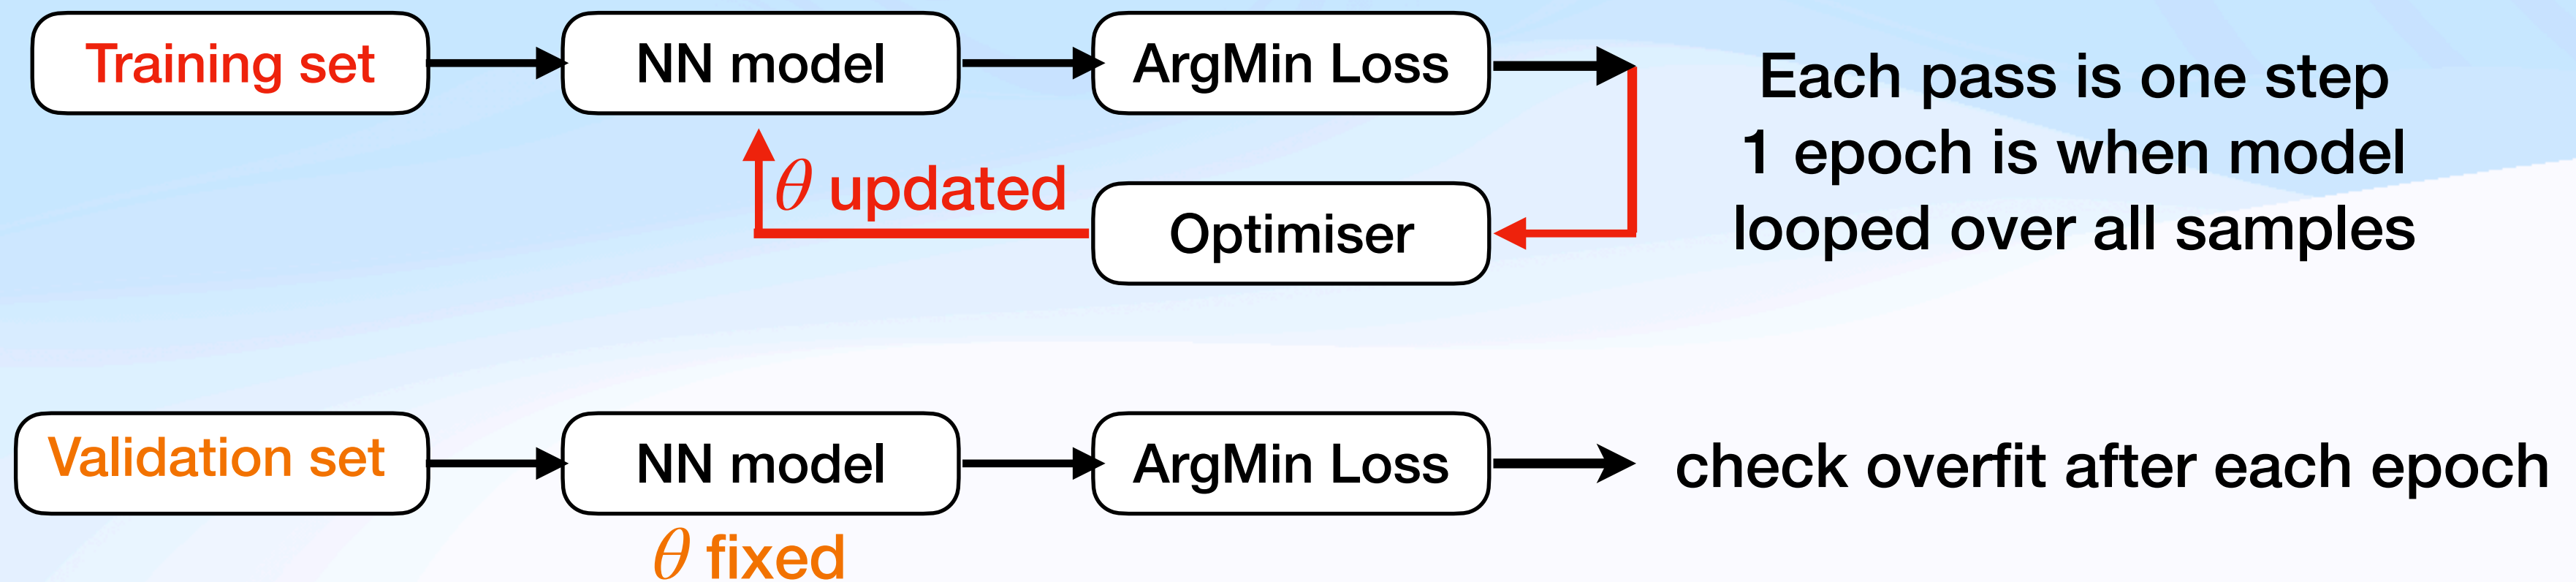 Training set
NN model
ArgMin Loss
Each pass is one step
1 epoch is when model
looped over all samples
θ updated
Optimiser
Validation set
NN model
ArgMin Loss
check overfit after each epoch
θ fixed